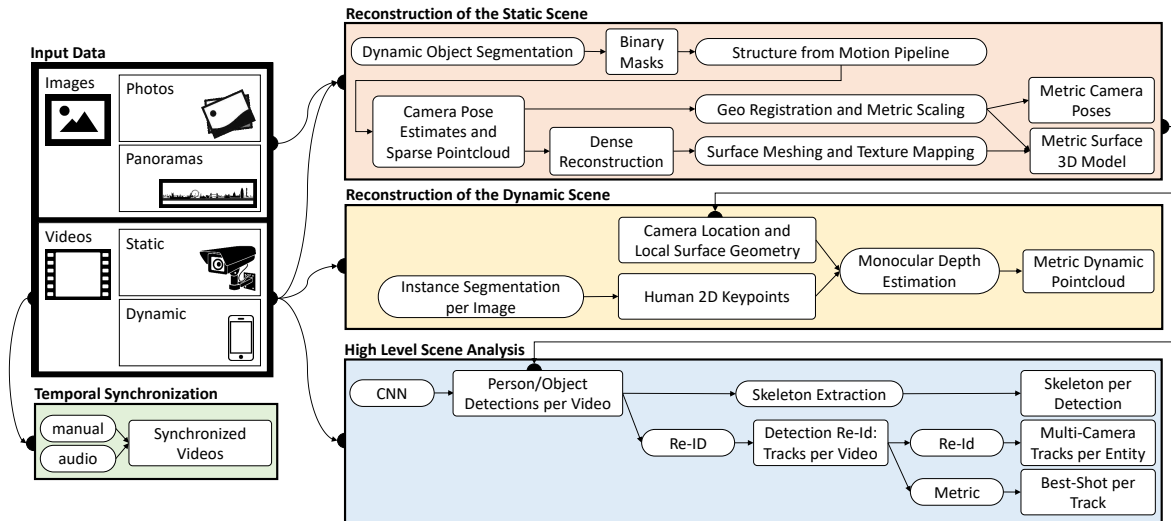 Input Data
Images
Photos
Panoramas
Videos
Static
Dynamic
Temporal Synchronization
manual
audio
Synchronized
Videos
Reconstruction of the Static Scene
Dynamic Object Segmentation
Binary
Masks
Structure from Motion Pipeline
Camera Pose
Estimates and
Sparse Pointcloud
Geo Registration and Metric Scaling
Metric Camera
Poses
Dense
Reconstruction
Surface Meshing and Texture Mapping
Metric Surface
3D Model
Reconstruction of the Dynamic Scene
Camera Location and
Local Surface Geometry
Instance Segmentation
per Image
Human 2D Keypoints
Monocular Depth
Estimation
Metric Dynamic
Pointcloud
High Level Scene Analysis
CNN
Person/Object
Detections per Video
Skeleton Extraction
Skeleton per
Detection
Re-ID
Detection Re-Id:
Tracks per Video
Re-Id
Multi-Camera
Tracks per Entity
Metric
Best-Shot per
Track